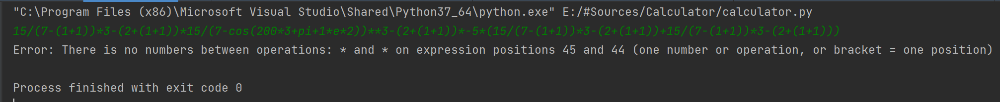 "C:\Program Files (x86)\Microsoft Visual Studio\Shared\Python37_64\python.exe" E:/#Sources/Calculator/calculator.py
15/(7-(1+1))*3-(2+(1+1))*15/(7-cos(200*3+pi+1*e*2))**3-(2+(1+1))*-5*(15/(7-(1+1))*3-(2+(1+1))+15/(7-(1+1))*3-(2+(1+1)))
Error: There is no numbers between operations: * and * on expression positions 45 and 44 (one number or operation, or bracket = one position)
Process finished with exit code 0